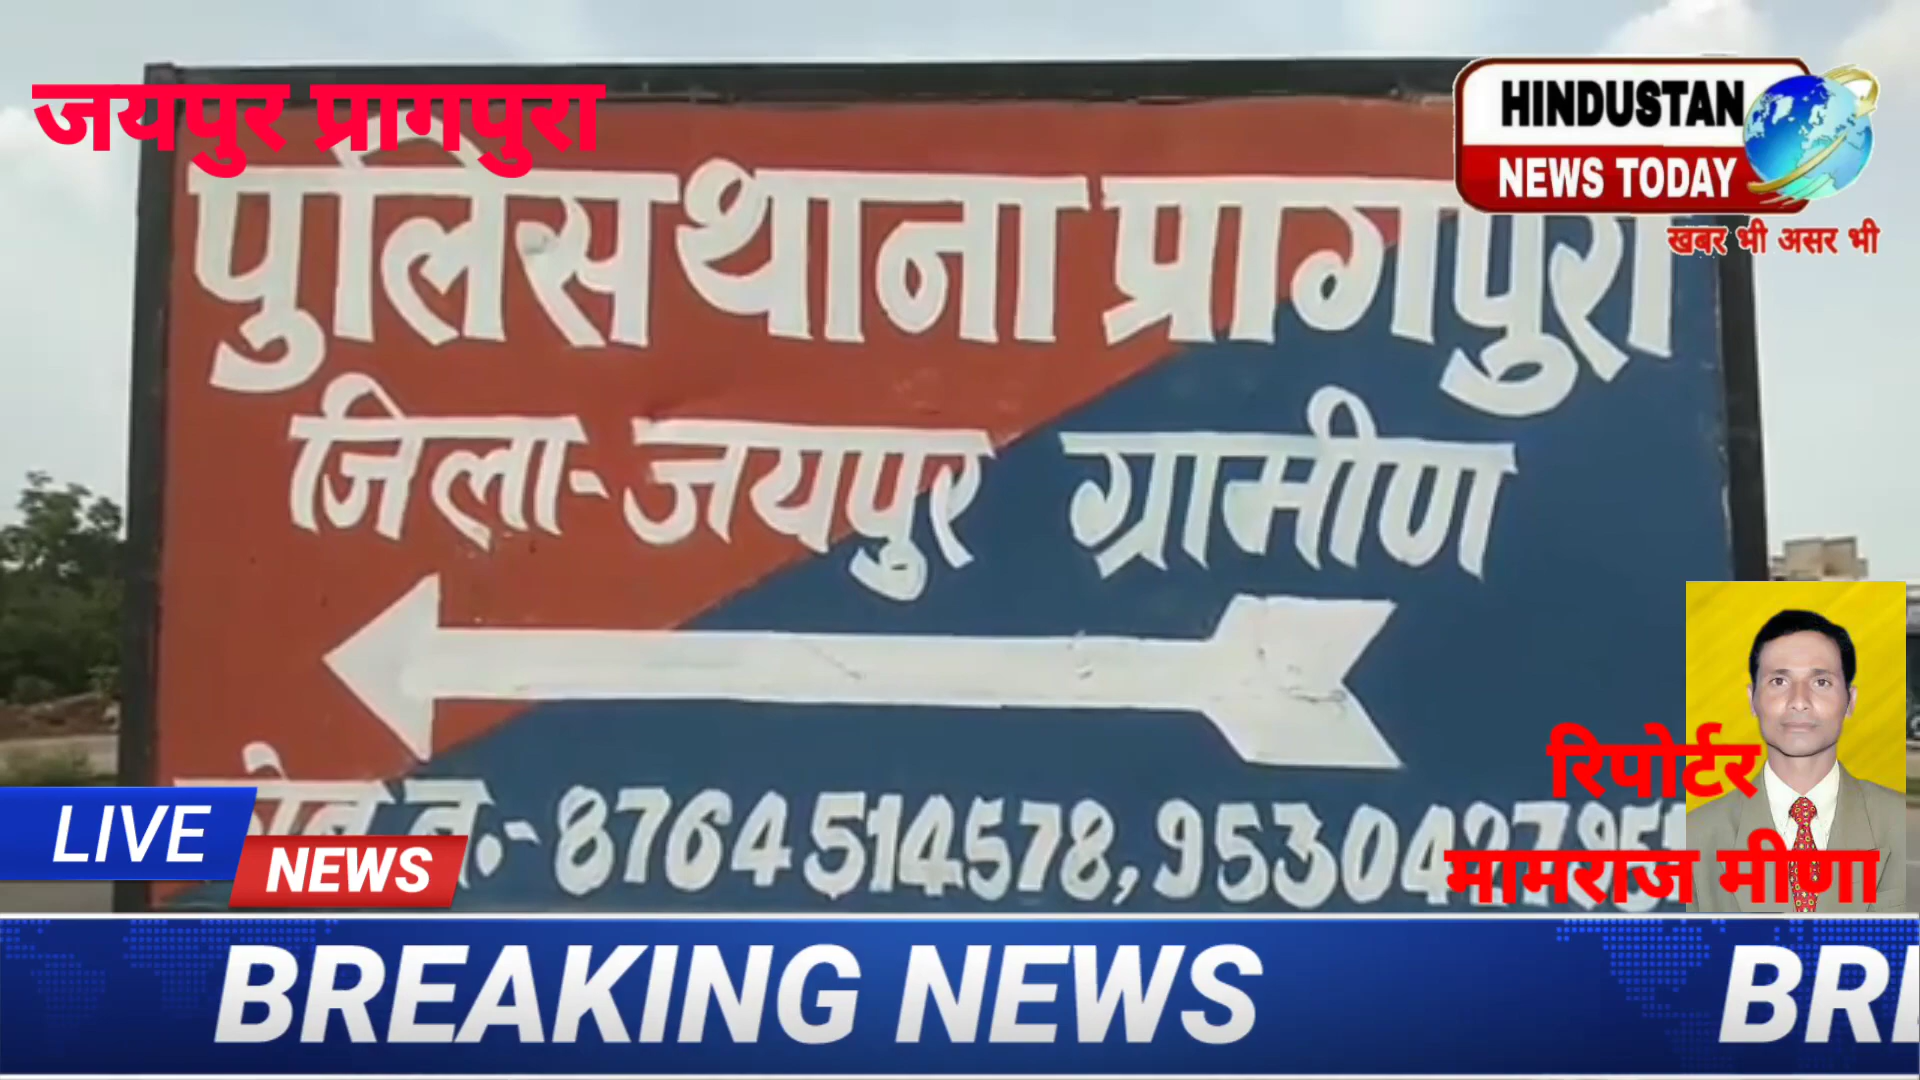 जयपुर प्रागपुरा
HINDUSTAN
NEWS TODAY
खबर भी असर भी
पुलिस थाना प्रागपुरा
जिला-जयपुर ग्रामीण
8764514578,
रिपोर्टर
मामराज मीणा
LIVE
NEWS
BREAKING NEWS